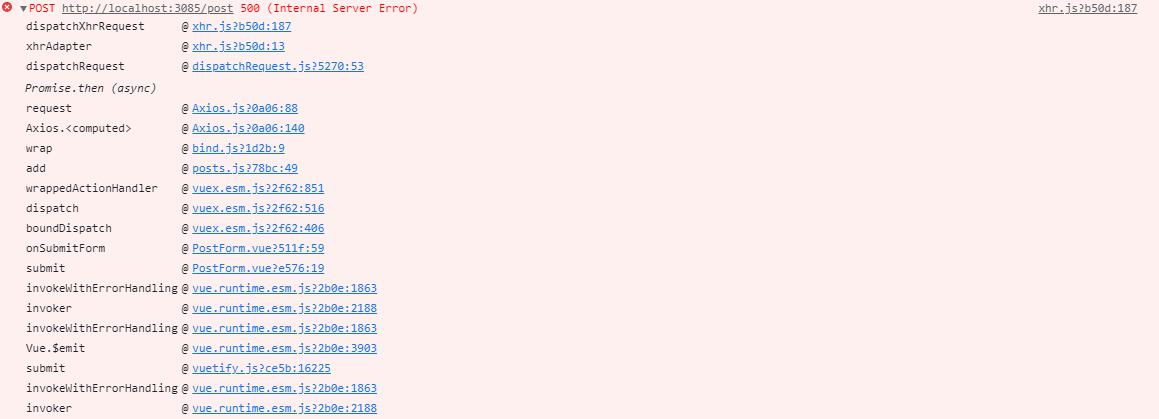 ▼POST http://localhost:3085/post 500 (Internal Server Error) xhr.js?b50d:187
dispatchXhrRequest @ xhr.js?b50d:187
xhrAdapter @ xhr.js?b50d:13
dispatchRequest @ dispatchRequest.js?5270:53
Promise.then (async)
request @ Axios.js?0a06:88
Axios.<computed> @ Axios.js?0a06:140
wrap @ bind.js?1d2b:9
add @ posts.js?78bc:49
wrappedActionHandler @ vuex.esm.js?2f62:851
dispatch @ vuex.esm.js?2f62:516
boundDispatch @ vuex.esm.js?2f62:406
onSubmitForm @ PostForm.vue?511f:59
submit @ PostForm.vue?e576:19
invokeWithErrorHandling @ vue.runtime.esm.js?2b0e:1863
invoker @ vue.runtime.esm.js?2b0e:2188
invokeWithErrorHandling @ vue.runtime.esm.js?2b0e:1863
Vue.$emit @ vue.runtime.esm.js?2b0e:3903
submit @ vuetify.js?ce5b:16225
invokeWithErrorHandling @ vue.runtime.esm.js?2b0e:1863
invoker @ vue.runtime.esm.js?2b0e:2188